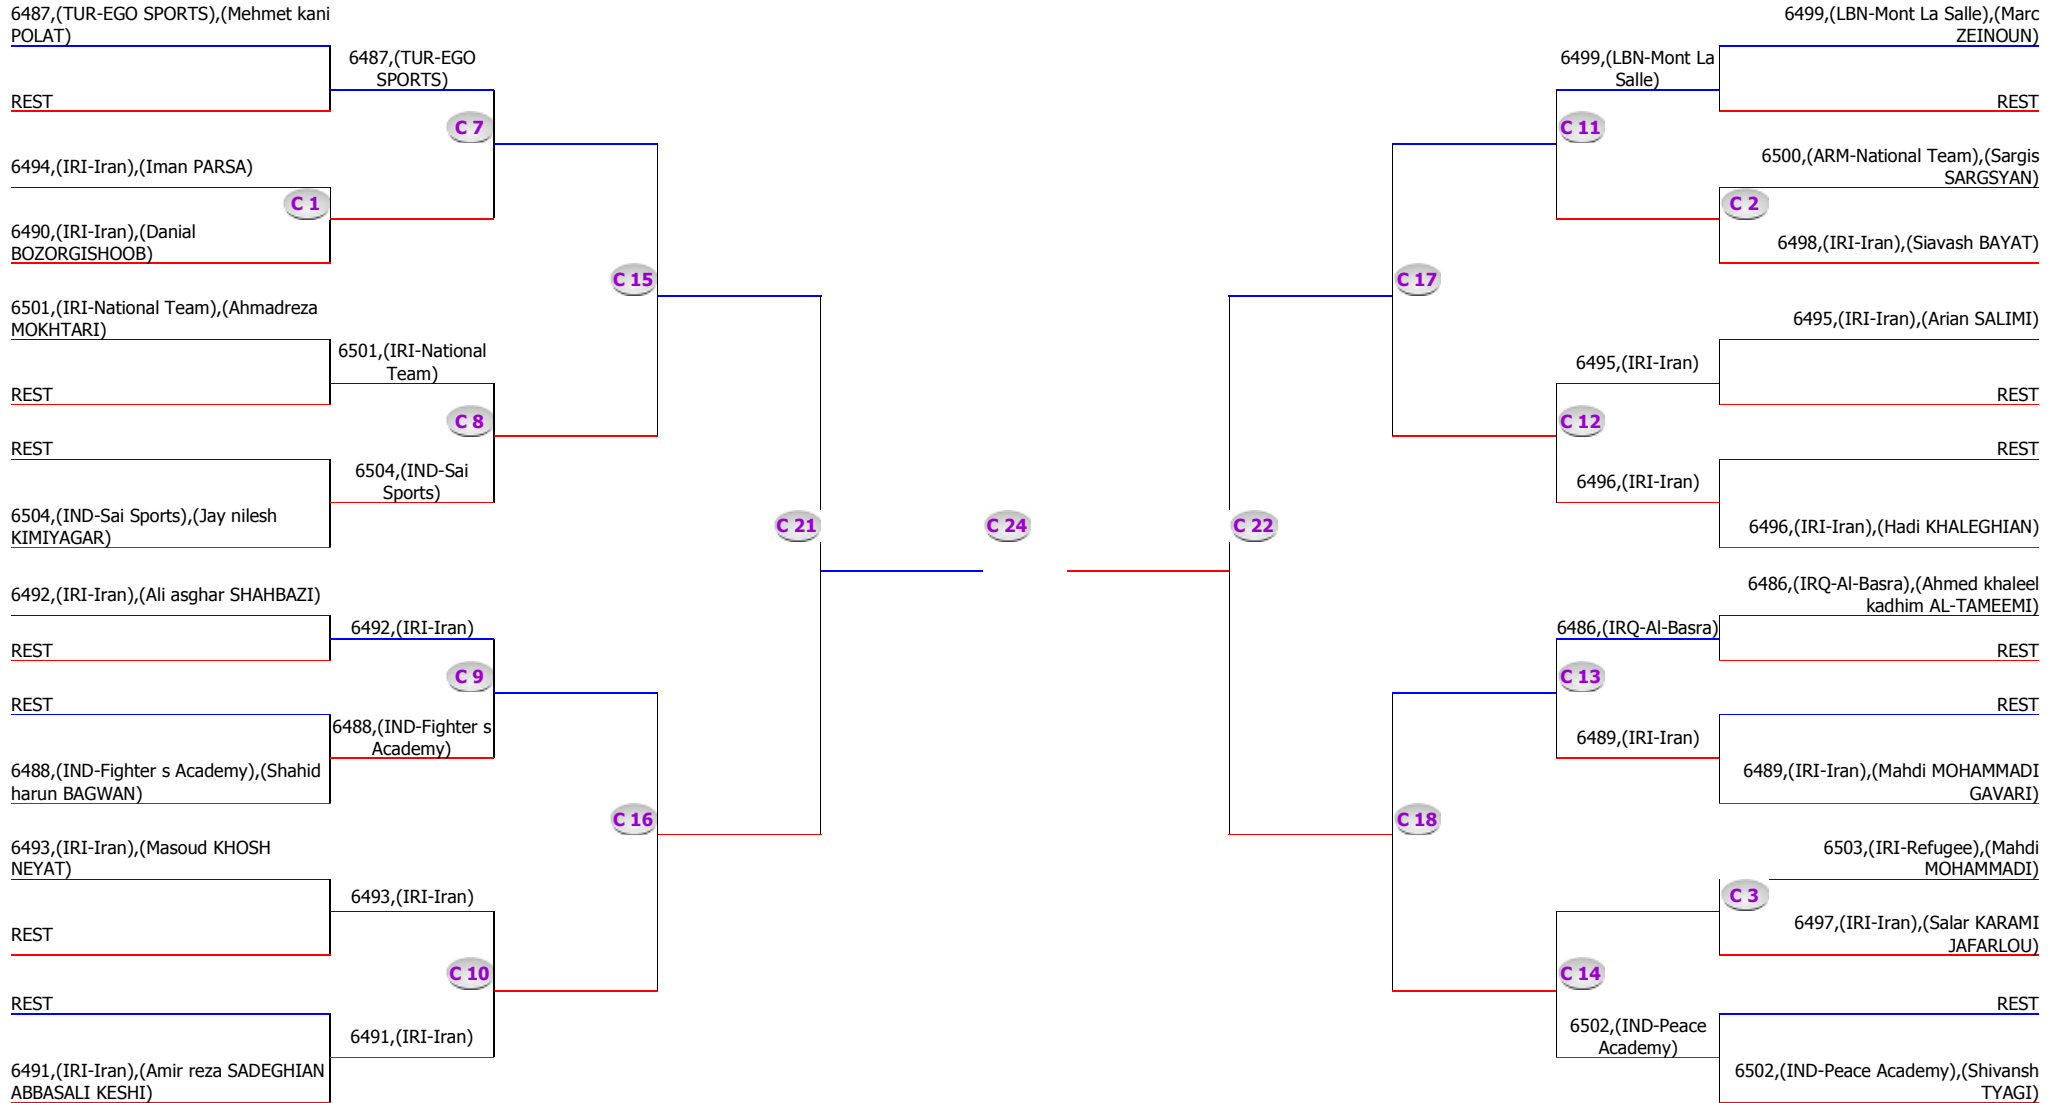 6487,(TUR-EGO SPORTS),(Mehmet kani
POLAT)
REST
6487,(TUR-EGO
SPORTS)
C 7
6494,(IRI-Iran),(Iman PARSA)
C 1
6490,(IRI-Iran),(Danial
BOZORGISHOOB)
C 15
6501,(IRI-National Team),(Ahmadreza
MOKHTARI)
REST
6501,(IRI-National
Team)
C 8
REST
6504,(IND-Sai
Sports)
6504,(IND-Sai Sports),(Jay nilesh
KIMIYAGAR)
C 21
6492,(IRI-Iran),(Ali asghar SHAHBAZI)
REST
6492,(IRI-Iran)
C 9
REST
6488,(IND-Fighter s
Academy)
6488,(IND-Fighter s Academy),(Shahid
harun BAGWAN)
C 16
6493,(IRI-Iran),(Masoud KHOSH
NEYAT)
REST
6493,(IRI-Iran)
C 10
REST
6491,(IRI-Iran)
6491,(IRI-Iran),(Amir reza SADEGHIAN
ABBASALI KESHI)
C 24
6499,(LBN-Mont La Salle),(Marc
ZEINOUN)
6499,(LBN-Mont La
Salle)
REST
C 11
6500,(ARM-National Team),(Sargis
SARGSYAN)
C 2
6498,(IRI-Iran),(Siavash BAYAT)
C 17
6495,(IRI-Iran),(Arian SALIMI)
6495,(IRI-Iran)
REST
C 12
REST
6496,(IRI-Iran)
6496,(IRI-Iran),(Hadi KHALEGHIAN)
C 22
6486,(IRQ-Al-Basra),(Ahmed khaleel
kadhim AL-TAMEEMI)
6486,(IRQ-Al-Basra)
REST
C 13
REST
6489,(IRI-Iran)
6489,(IRI-Iran),(Mahdi MOHAMMADI
GAVARI)
C 18
6503,(IRI-Refugee),(Mahdi
MOHAMMADI)
C 3
6497,(IRI-Iran),(Salar KARAMI
JAFARLOU)
C 14
REST
6502,(IND-Peace
Academy)
6502,(IND-Peace Academy),(Shivansh
TYAGI)